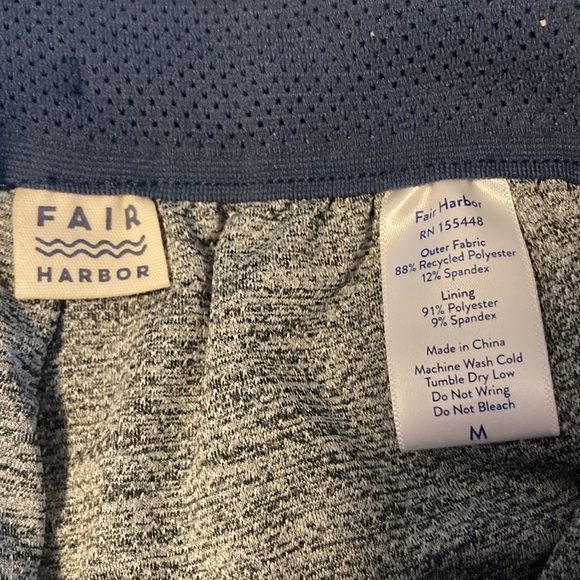 FAIR
HARBOR
Fair Harbor
RN 155448
Outer Fabric
88% Recycled Polyester
12% Spandex
Lining
91% Polyester
9% Spandex
Made in China
Machine Wash Cold
Tumble Dry Low
Do Not Wring
Do Not Bleach
M